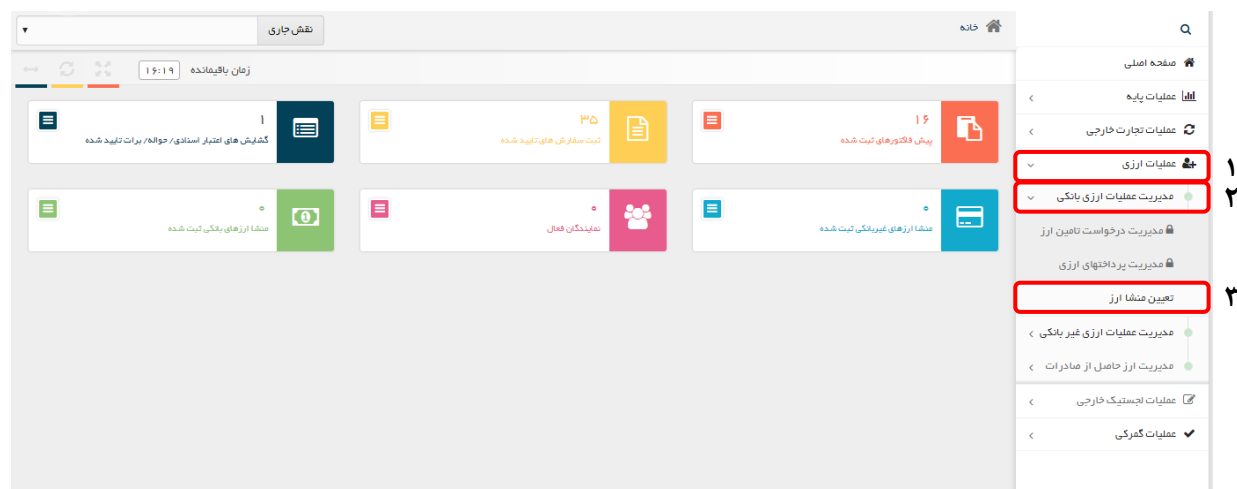 خانه
نقش جاری
زمان باقیمانده
۱۶:۱۹
صفحه اصلی
عملیات پایه
عملیات تجارت خارجی
عملیات ارزی
۱
مدیریت عملیات ارزی بانکی
۲
مدیریت درخواست تامین ارز
مدیریت پرداختهای ارزی
تعیین منشا ارز
۳
مدیریت عملیات ارزی غیر بانکی
مدیریت ارز حاصل از صادرات
عملیات لجستیک خارجی
عملیات گمرکی
۱۶
پیش فاکتورهای ثبت شده
۳۵
ثبت سفارش های تایید شده
۱
گشایش های اعتبار اسنادی/ حواله/ برات تایید شده
۰
منشا ارزهای غیربانکی ثبت شده
۰
نمایندگان فعال
۰
منشا ارزهای بانکی ثبت شده